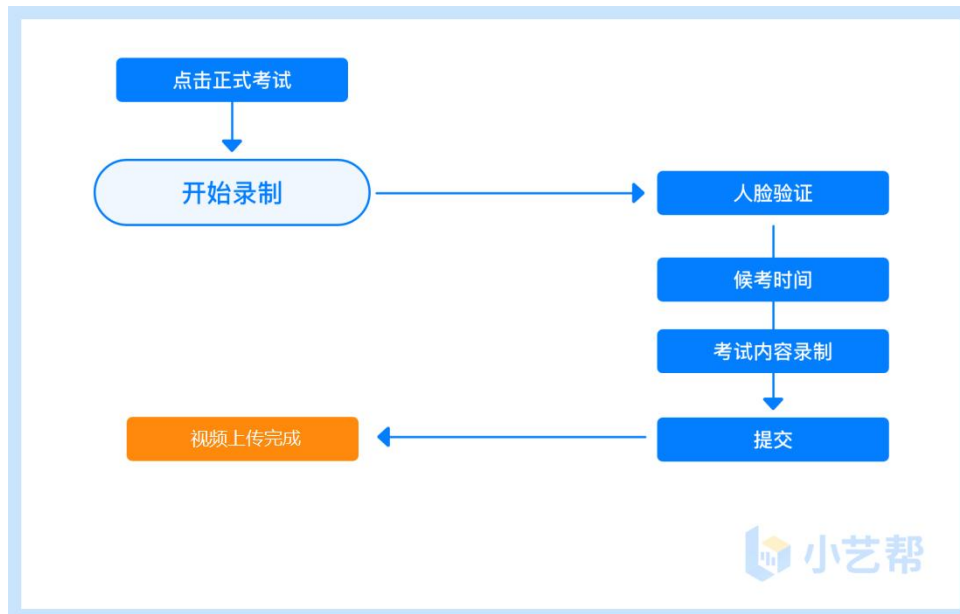 点击正式考试
开始录制
人脸验证
候考时间
考试内容录制
提交
视频上传完成
小艺帮